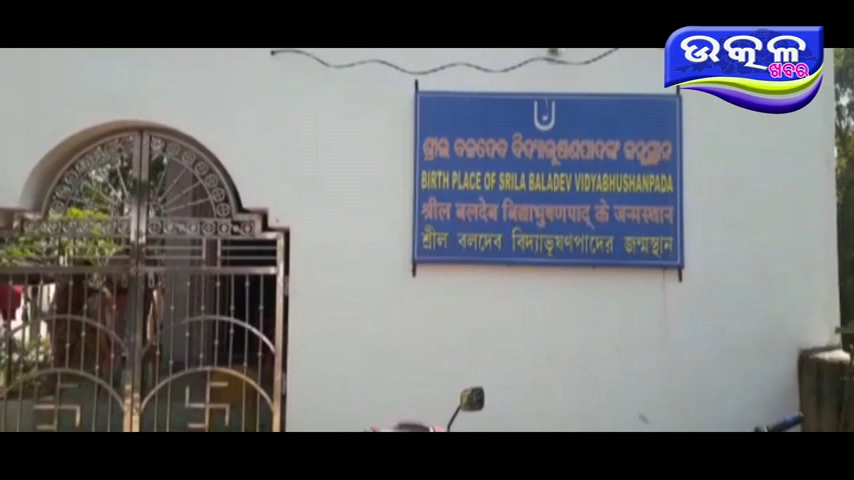 ଉତ୍କଳ
ଖବର
ଶ୍ରୀଲ ବଳଦେବ ବିଦ୍ୟାଭୂଷଣପାଦଙ୍କ ଜନ୍ମସ୍ଥାନ
BIRTH PLACE OF SRILA BALADEV VIDYABHUSHANPADA
श्रील बलदेब बिद्याभुषणपाद् के जन्मस्थान
শ্রীল বলদেব বিদ্যাভূষণপাদের জন্মস্থান